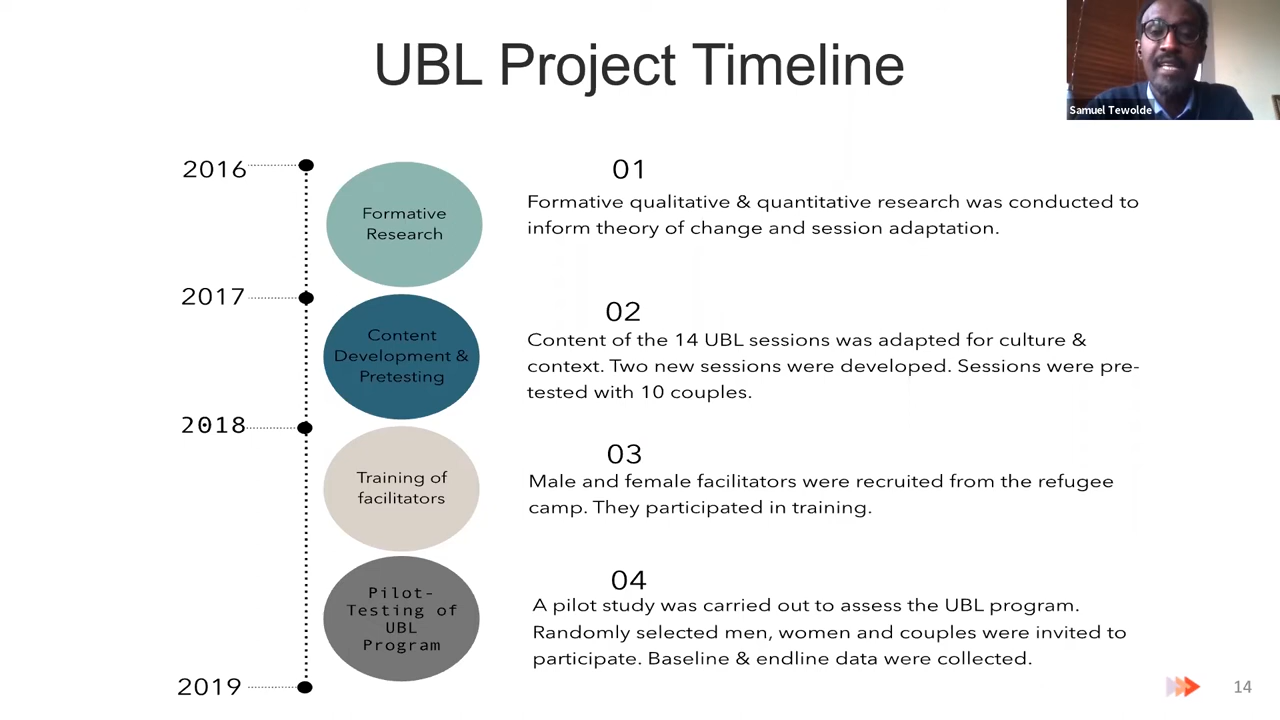 UBL Project Timeline
Samuel Tewolde
2016
Formative
Research
01
Formative qualitative & quantitative research was conducted to
inform theory of change and session adaptation.
2017
Content
Development &
Pretesting
02
Content of the 14 UBL sessions was adapted for culture &
context. Two new sessions were developed. Sessions were pre-
tested with 10 couples.
2018
Training of
facilitators
03
Male and female facilitators were recruited from the refugee
camp. They participated in training.
Pilot-
Testing of
UBL
Program
04
A pilot study was carried out to assess the UBL program.
Randomly selected men, women and couples were invited to
participate. Baseline & endline data were collected.
2019
14